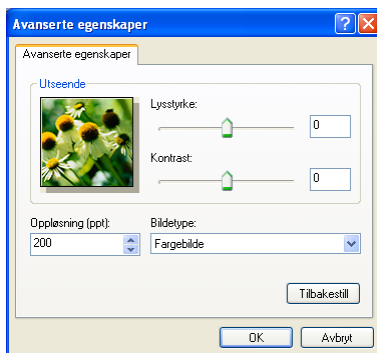 Avanserte egenskaper
Avanserte egenskaper
Utseende
Lysstyrke:
0
Kontrast:
0
Oppløsning (ppt):
Bildetype:
200
Fargebilde
Tilbakestill
OK
Avbryt